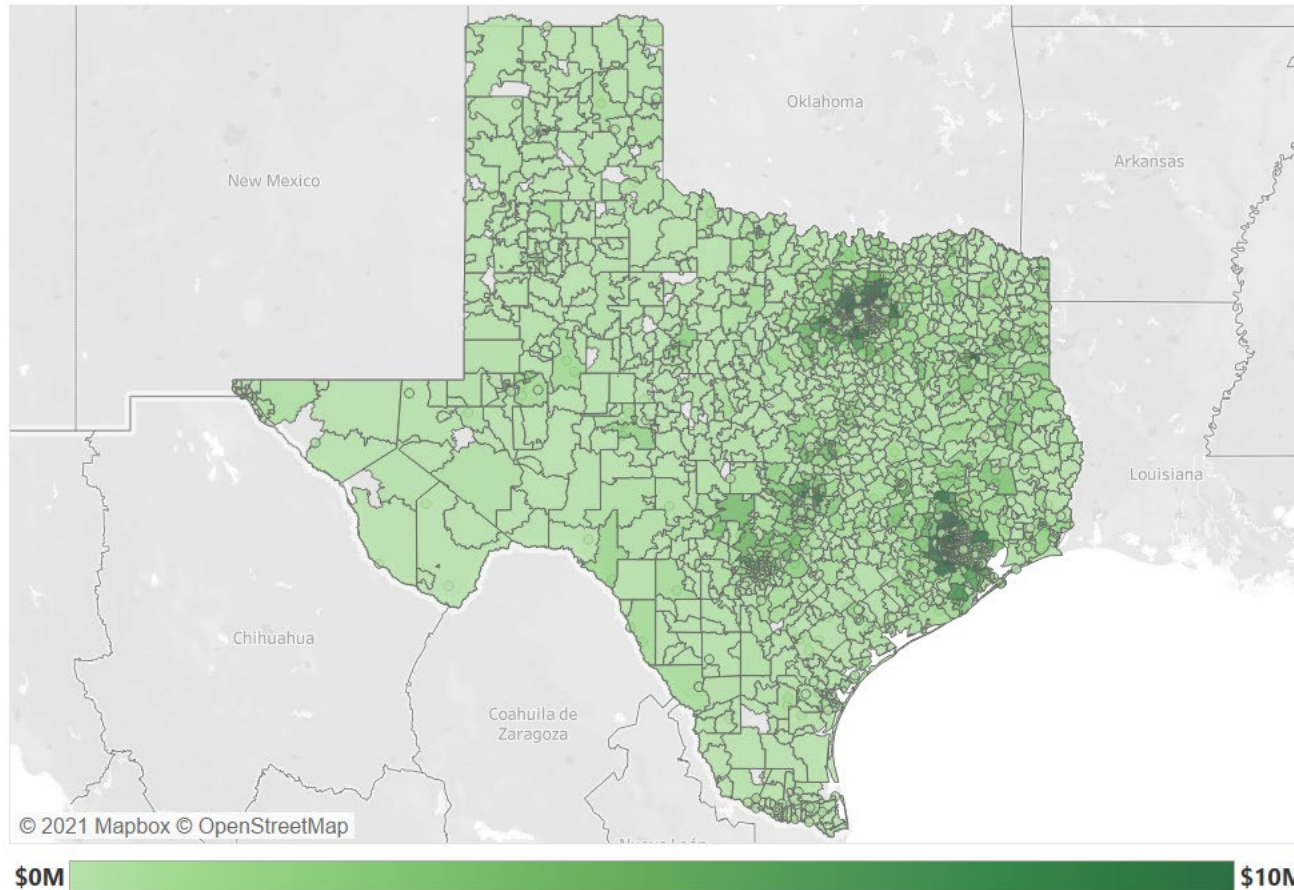 Oklahoma
Arkansas
New Mexico
Louisiana
Chihuahua
Coahuila de
Zaragoza
© 2021 Mapbox © OpenStreetMap
$0M